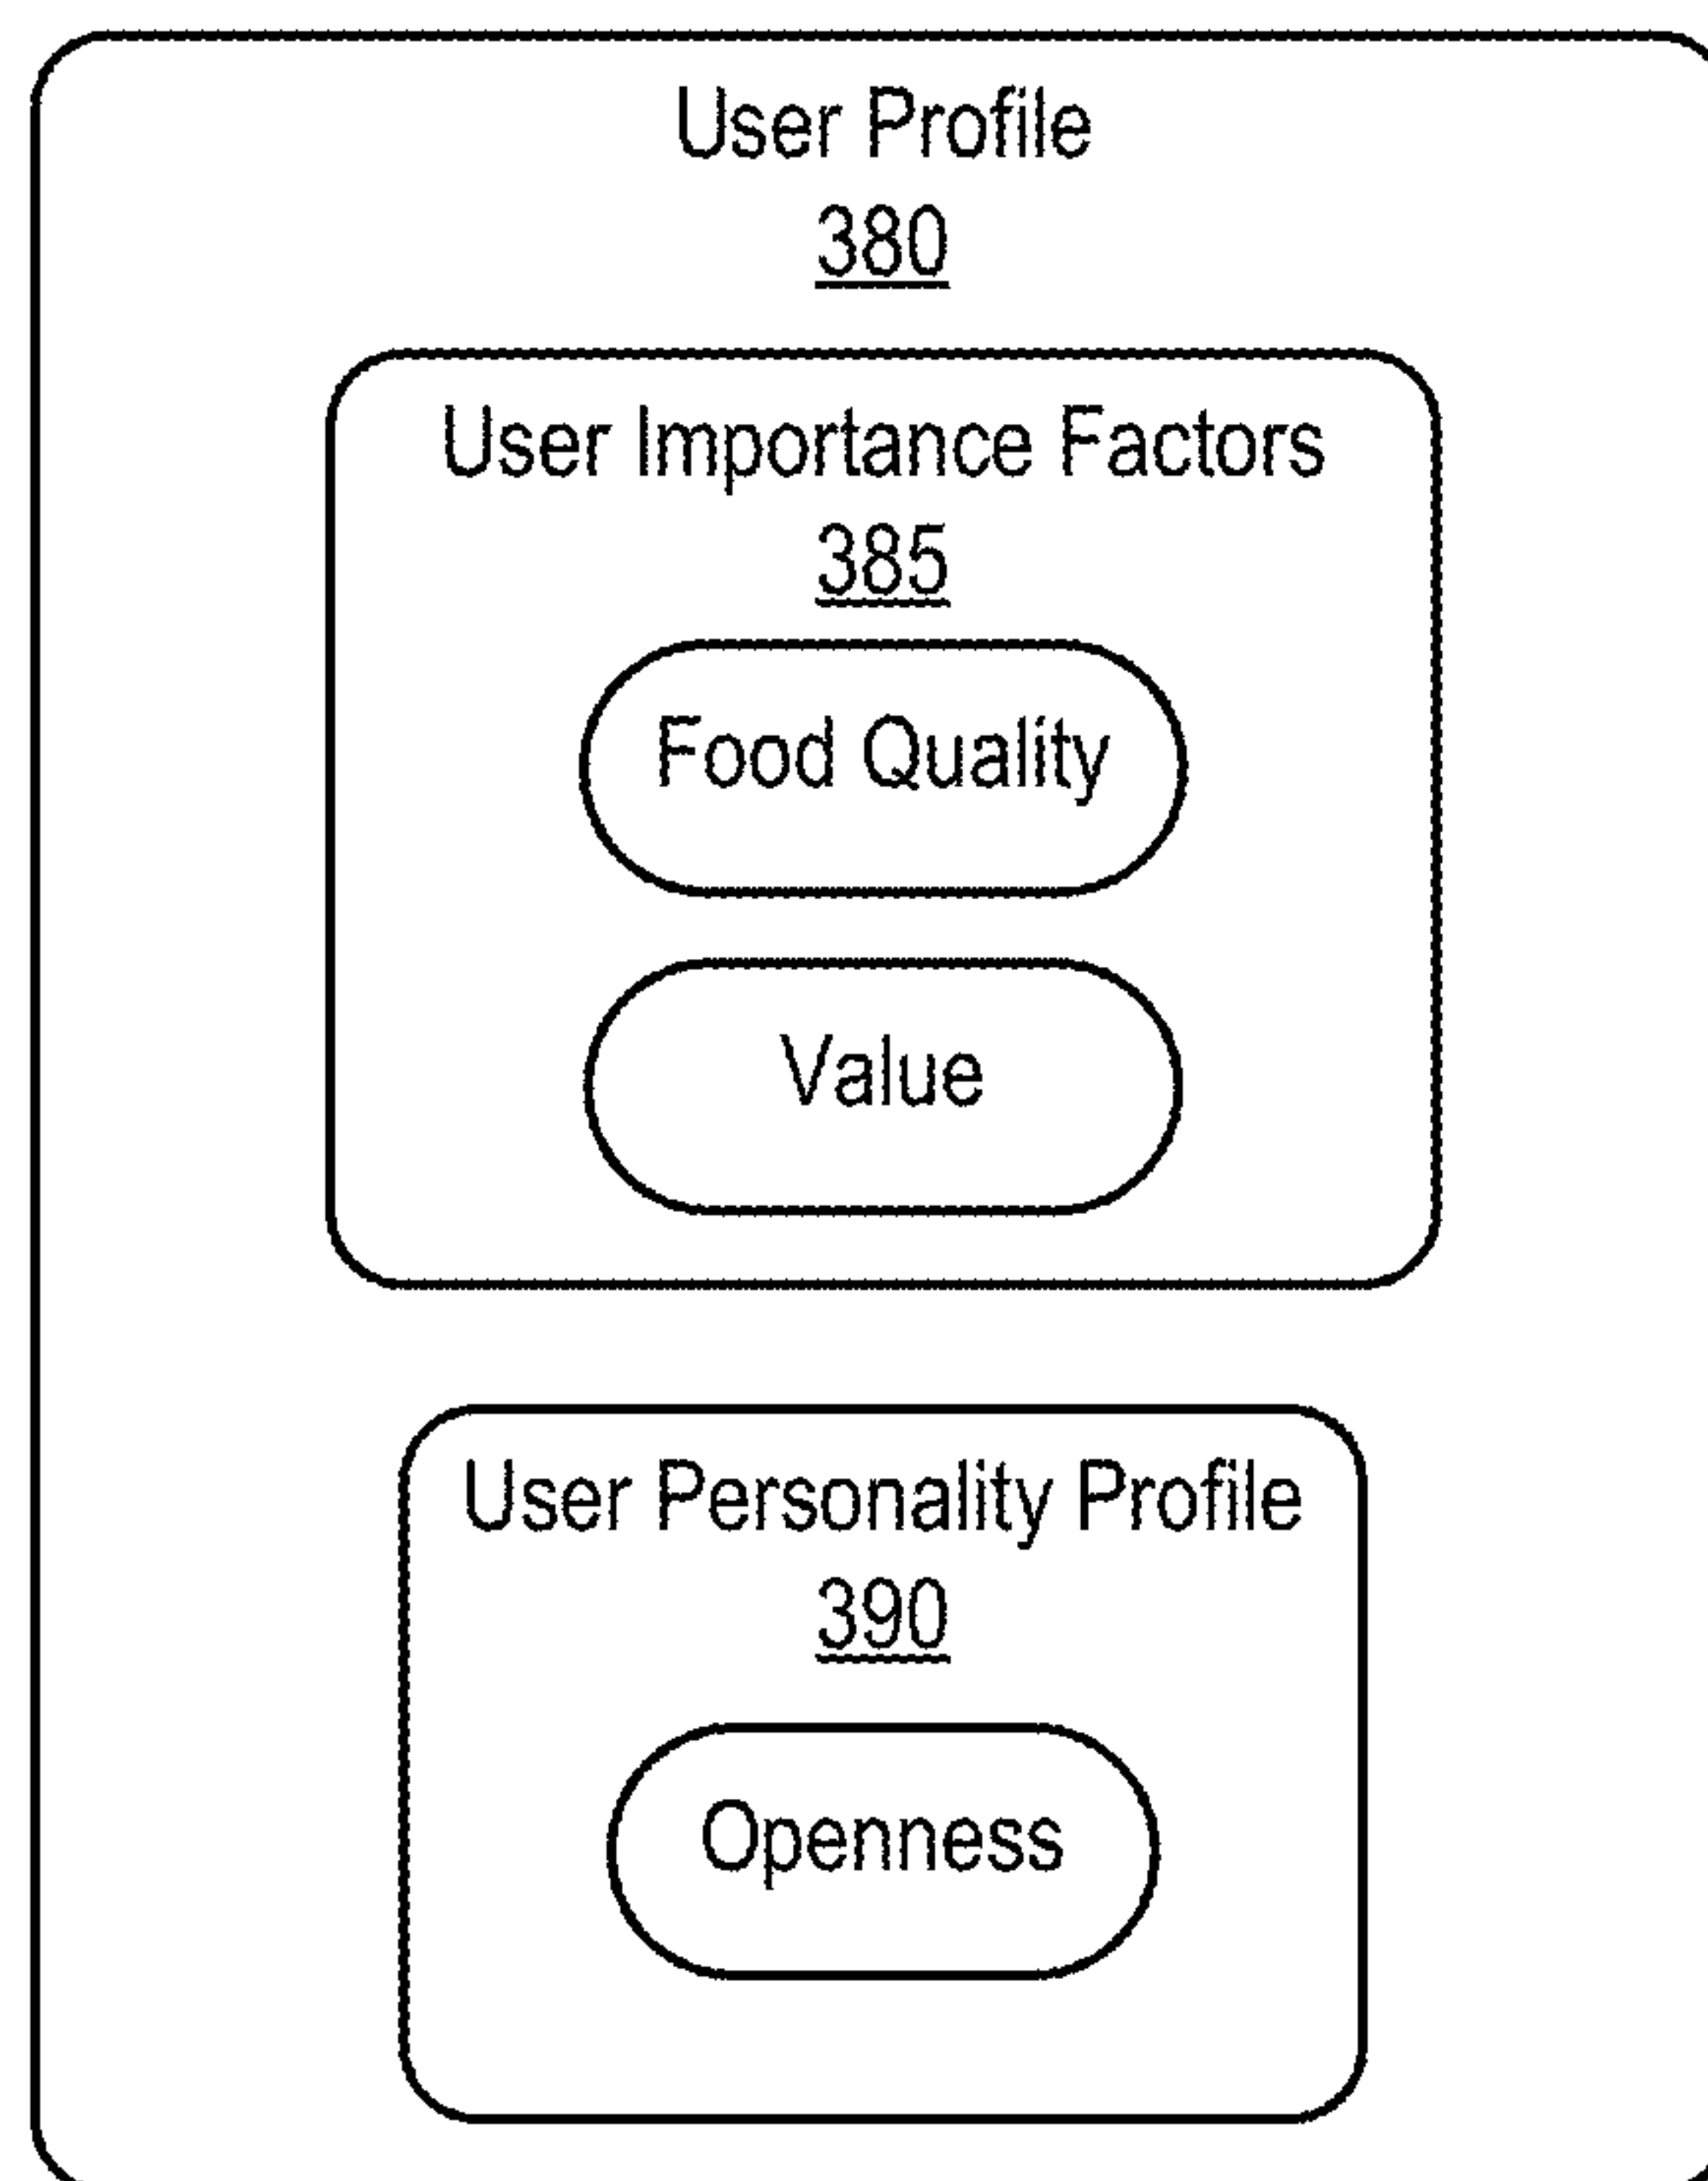 User Profile
380
User Importance Factors
385
Food Quality
Value
User Personality Profile
390
Openness